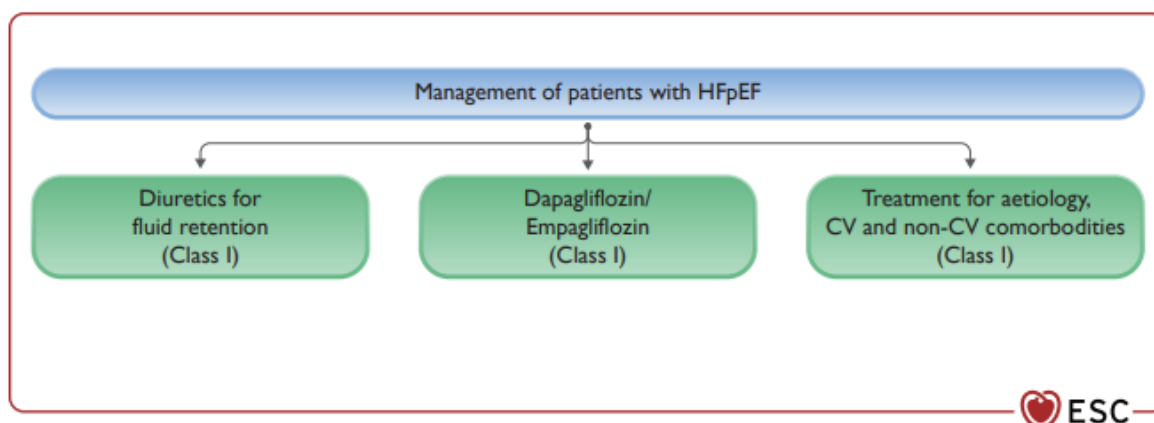 Management of patients with HFpEF
Diuretics for
fluid retention
(Class I)
Dapagliflozin/
Empagliflozin
(Class I)
Treatment for aetiology,
CV and non-CV comorbodities
(Class I)
ESC